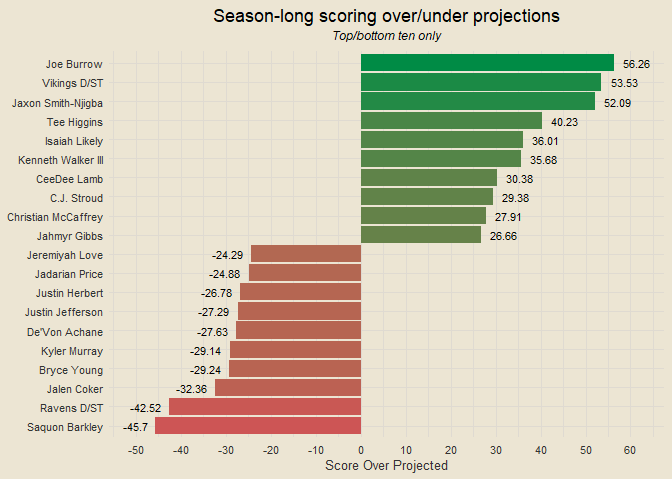 Season-long scoring over/under projections
Top/bottom ten only
Joe Burrow 56.26
Vikings D/ST 53.53
Jaxon Smith-Njigba 52.09
Tee Higgins 40.23
Isaiah Likely 36.01
Kenneth Walker III 35.68
CeeDee Lamb 30.38
C.J. Stroud 29.38
Christian McCaffrey 27.91
Jahmyr Gibbs 26.66
Jeremiyah Love -24.29
Jadarian Price -24.88
Justin Herbert -26.78
Justin Jefferson -27.29
De'Von Achane -27.63
Kyler Murray -29.14
Bryce Young -29.24
Jalen Coker -32.36
Ravens D/ST -42.52
Saquon Barkley -45.7
-50 -40 -30 -20 -10 0 10 20 30 40 50 60
Score Over Projected